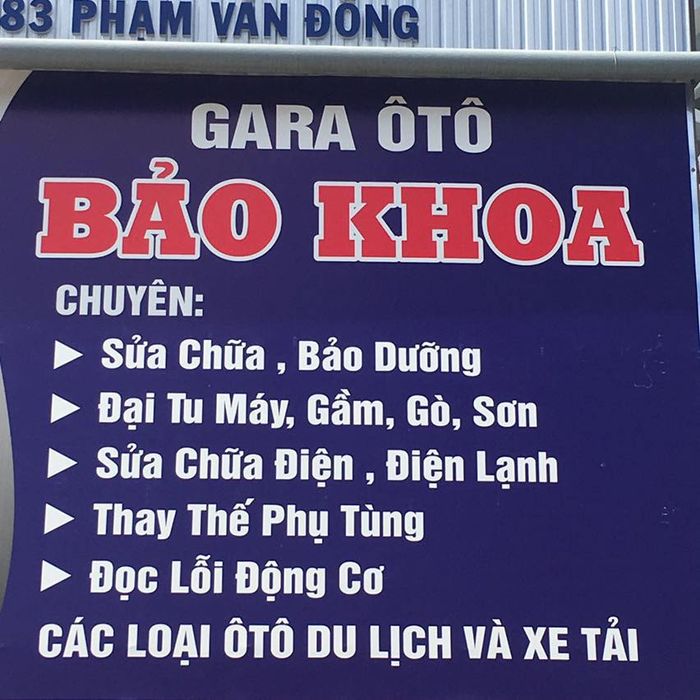 83 PHẠM VĂN ĐỒNG
GARA ÔTÔ
BẢO KHOA
CHUYÊN:
► Sửa Chữa , Bảo Dưỡng
► Đại Tu Máy, Gầm, Gò, Sơn
► Sửa Chữa Điện , Điện Lạnh
► Thay Thế Phụ Tùng
► Đọc Lỗi Động Cơ
CÁC LOẠI ÔTÔ DU LỊCH VÀ XE TẢI